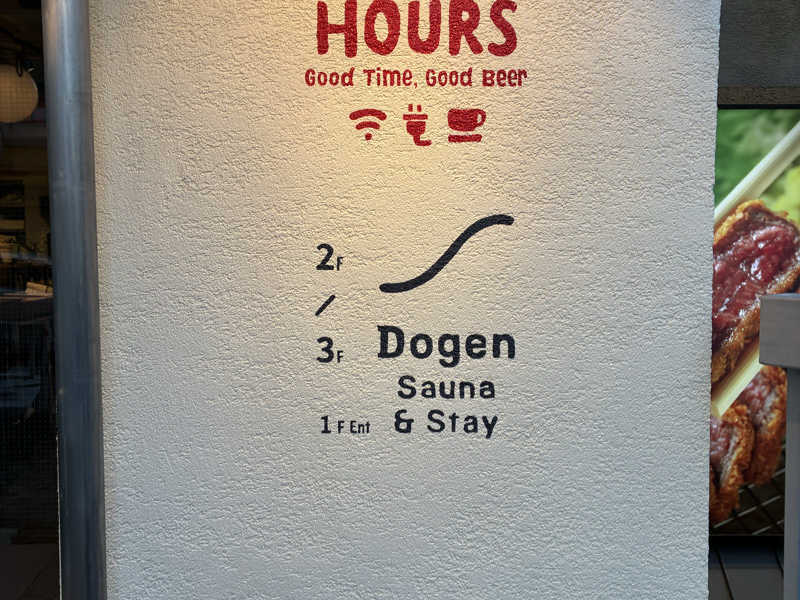 HOURS
Good Time, Good Beer
2F
/
3F
Dogen
Sauna
1F Ent & Stay